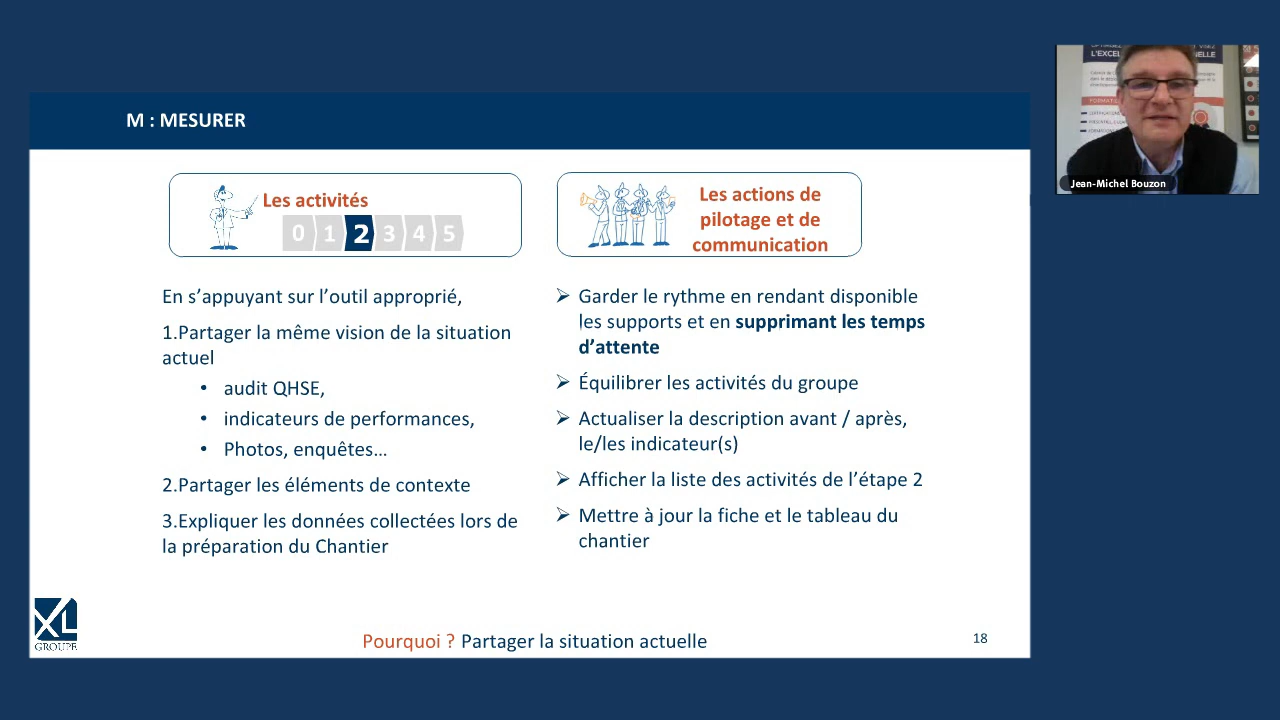 M : MESURER
Les activités
0 1 2 3 4 5
En s'appuyant sur l'outil approprié,
1.Partager la même vision de la situation
actuel
• audit QHSE,
• indicateurs de performances,
• Photos, enquêtes…
2.Partager les éléments de contexte
3.Expliquer les données collectées lors de
la préparation du Chantier
Les actions de
pilotage et de
communication
➢ Garder le rythme en rendant disponible
les supports et en supprimant les temps
d'attente
➢ Équilibrer les activités du groupe
➢ Actualiser la description avant / après,
le/les indicateur(s)
➢ Afficher la liste des activités de l'étape 2
➢ Mettre à jour la fiche et le tableau du
chantier
XL
GROUPE
Pourquoi ? Partager la situation actuelle
18
L'EXCEL
NELLE
FORMAT
Jean-Michel Bouzon